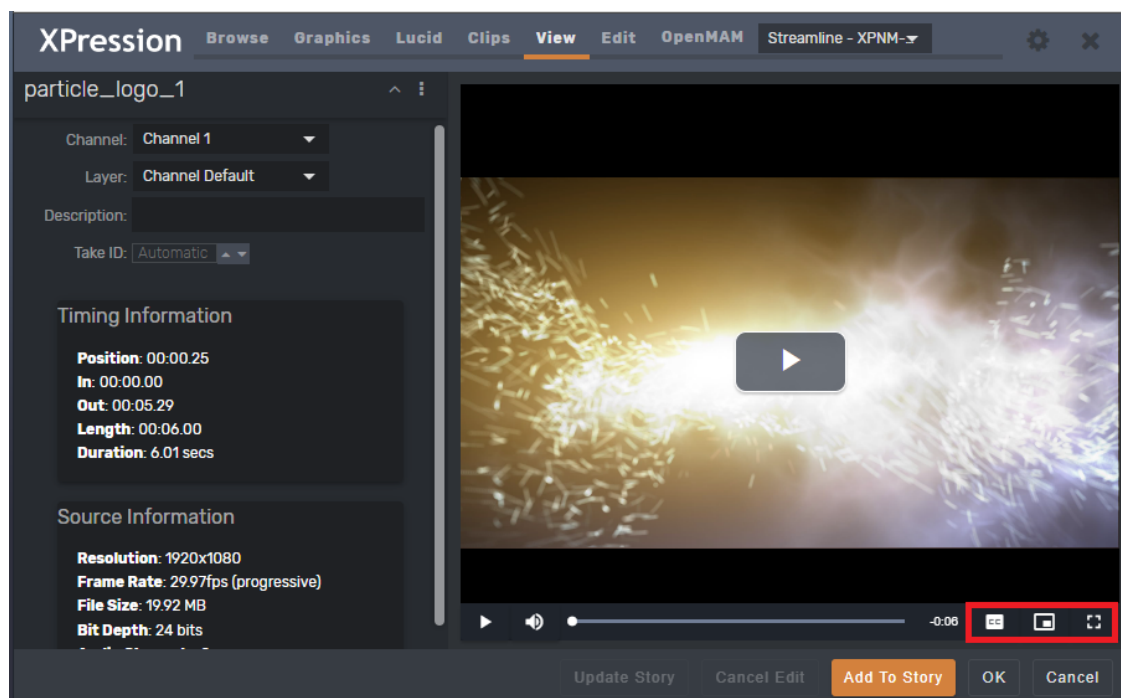 XPression Browse Graphics Lucid Clips View Edit OpenMAM Streamline - XPNM-
particle_logo_1
Channel: Channel 1
Layer: Channel Default
Description:
Take ID: Automatic
Timing Information
Position: 00:00.25
In: 00:00.00
Out: 00:05.29
Length: 00:06.00
Duration: 6.01 secs
Source Information
Resolution: 1920x1080
Frame Rate: 29.97fps (progressive)
File Size: 19.92 MB
Bit Depth: 24 bits
-0:06 CC
Update Story Cancel Edit Add To Story OK Cancel